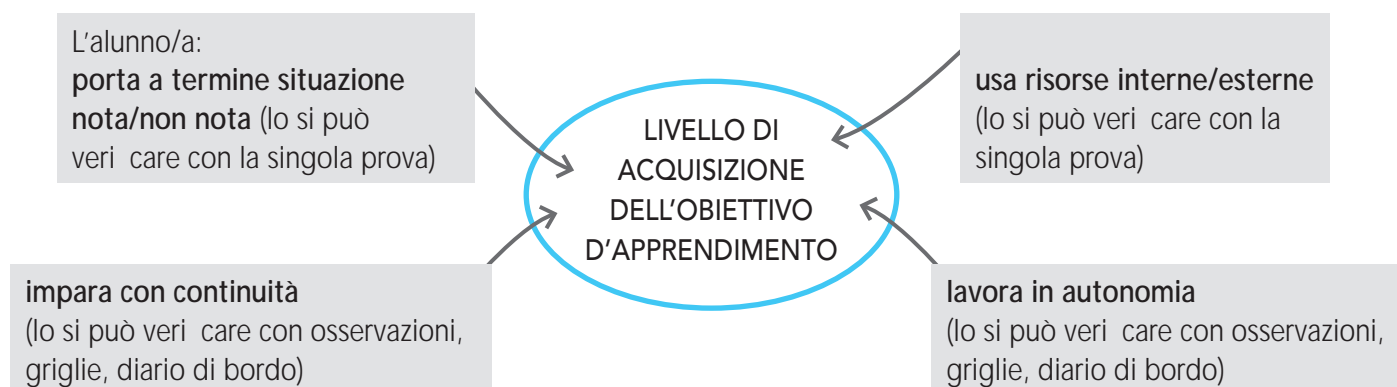 L'alunno/a:
porta a termine situazione
nota/non nota (lo si può
veri care con la singola prova)
usa risorse interne/esterne
(lo si può veri care con la
singola prova)
LIVELLO DI
ACQUISIZIONE
DELL'OBIETTIVO
D'APPRENDIMENTO
impara con continuità
(lo si può veri care con osservazioni,
griglie, diario di bordo)
lavora in autonomia
(lo si può veri care con osservazioni,
griglie, diario di bordo)